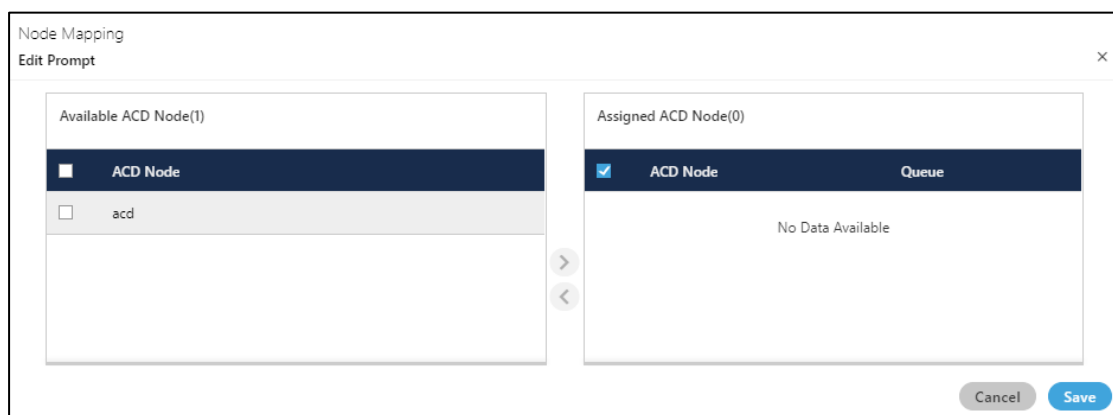 Node Mapping
Edit Prompt
Available ACD Node(1)
ACD Node
acd
Assigned ACD Node(0)
ACD Node Queue
No Data Available
Cancel Save